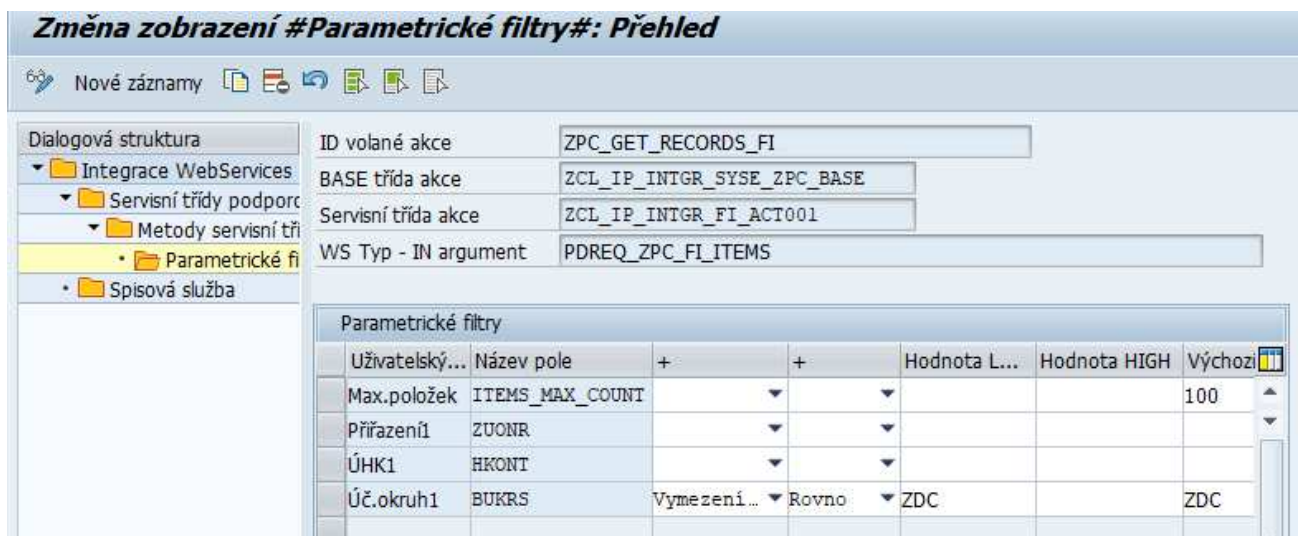 Změna zobrazení #Parametrické filtry#: Přehled
Nové záznamy
Dialogová struktura
Integrace WebServices
Servisní třídy podporo
Metody servisní tří
Parametrické fi
Spisová služba
ID volané akce ZPC_GET_RECORDS_FI
BASE třída akce ZCL_IP_INTGR_SYSE_ZPC_BASE
Servisní třída akce ZCL_IP_INTGR_FI_ACT001
WS Typ - IN argument PDREQ_ZPC_FI_ITEMS
Parametrické filtry
Uživatelský... Název pole + + Hodnota L... Hodnota HIGH Výchozí
Max.položek ITEMS_MAX_COUNT 100
Přiřazení1 ZUONR
ÚHK1 HKONT
Úč.okruh1 BUKRS Vymezení... Rovno ZDC ZDC